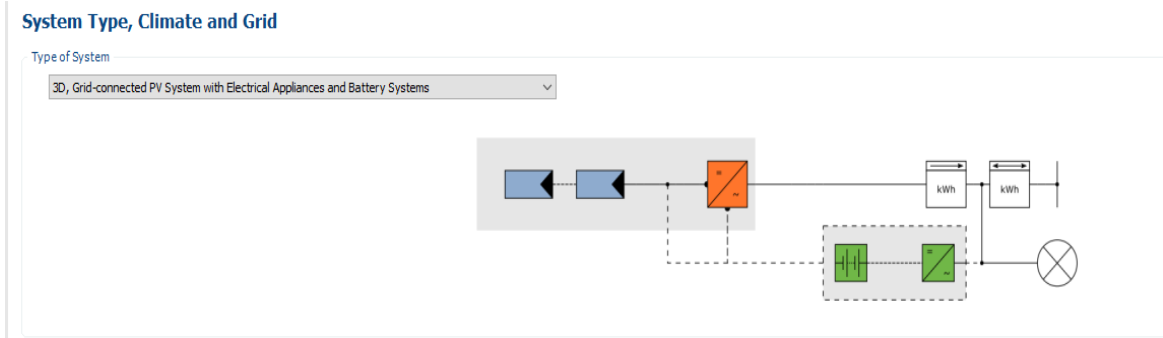 System Type, Climate and Grid
Type of System
3D, Grid-connected PV System with Electrical Appliances and Battery Systems
=
~
kWh
kWh
=
~